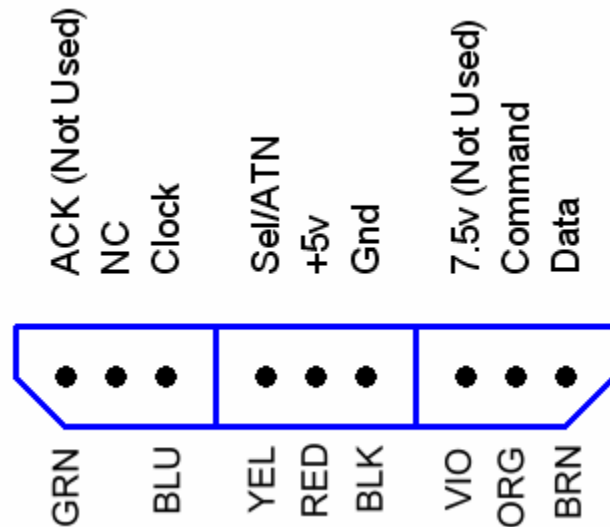 ACK (Not Used)
NC
Clock
Sel/ATN
+5v
Gnd
7.5v (Not Used)
Command
Data
GRN
BLU
YEL
RED
BLK
VIO
ORG
BRN